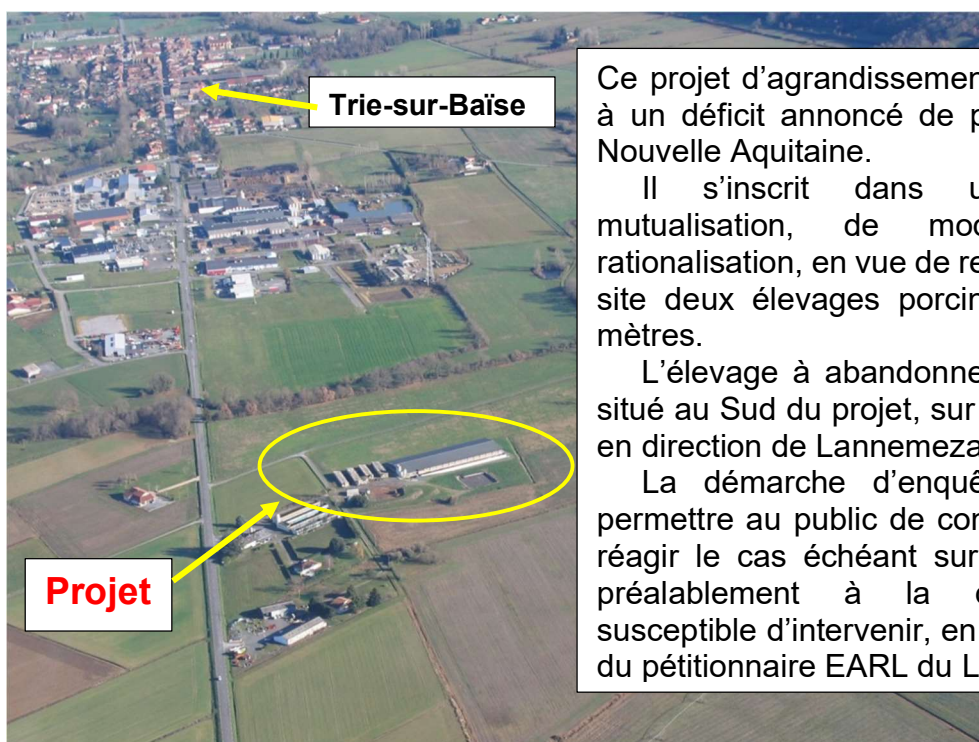 Trie-sur-Baïse
Projet
Ce projet d'agrandissemen
à un déficit annoncé de p
Nouvelle Aquitaine.
Il s'inscrit dans u
mutualisation, de mod
rationalisation, en vue de re
site deux élevages porcin
mètres.
L'élevage à abandonne
situé au Sud du projet, sur
en direction de Lannemeza
La démarche d'enquê
permettre au public de con
réagir le cas échéant sur
préalablement à la d
susceptible d'intervenir, en
du pétitionnaire EARL du L